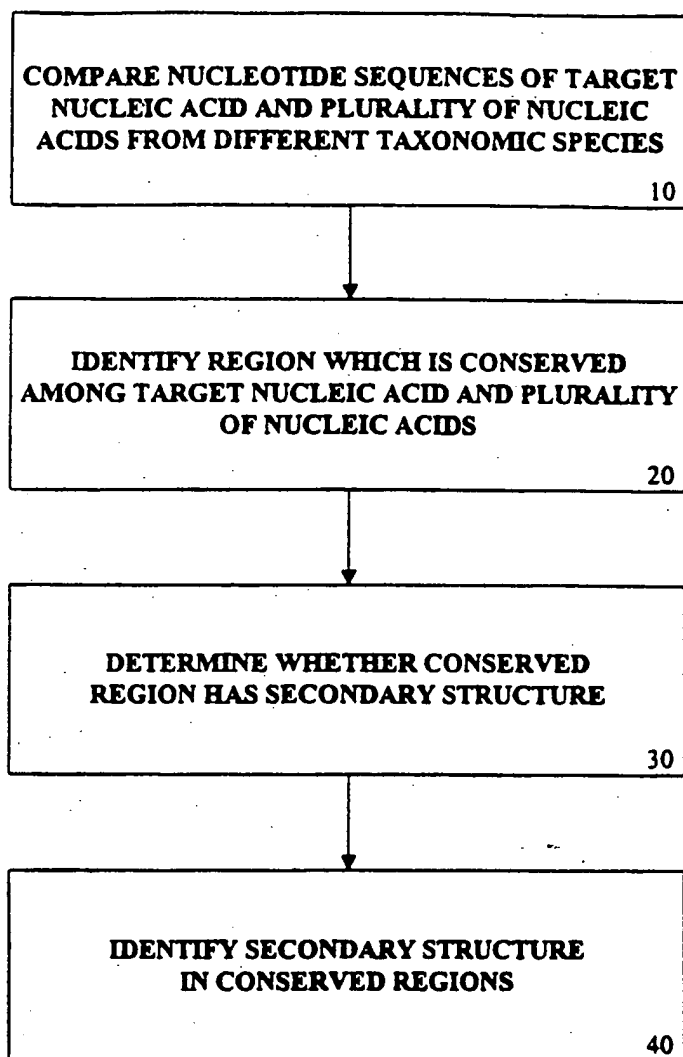 COMPARE NUCLEOTIDE SEQUENCES OF TARGET
NUCLEIC ACID AND PLURALITY OF NUCLEIC
ACIDS FROM DIFFERENT TAXONOMIC SPECIES
10
IDENTIFY REGION WHICH IS CONSERVED
AMONG TARGET NUCLEIC ACID AND PLURALITY
OF NUCLEIC ACIDS
20
DETERMINE WHETHER CONSERVED
REGION HAS SECONDARY STRUCTURE
30
IDENTIFY SECONDARY STRUCTURE
IN CONSERVED REGIONS
40